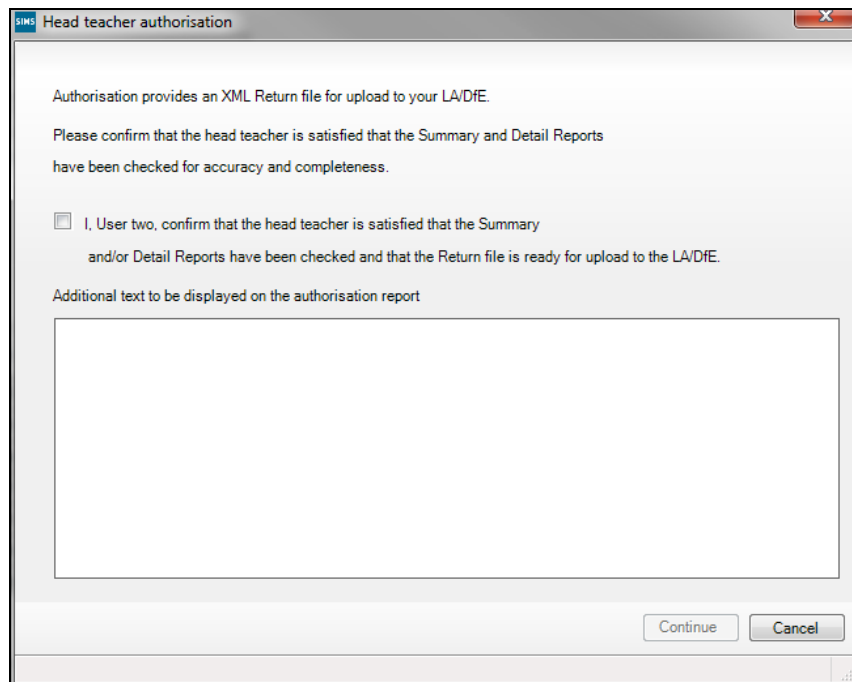 SIMS Head teacher authorisation
Authorisation provides an XML Return file for upload to your LA/DfE.
Please confirm that the head teacher is satisfied that the Summary and Detail Reports
have been checked for accuracy and completeness.
I, User two, confirm that the head teacher is satisfied that the Summary
and/or Detail Reports have been checked and that the Return file is ready for upload to the LA/DfE.
Additional text to be displayed on the authorisation report
Continue Cancel